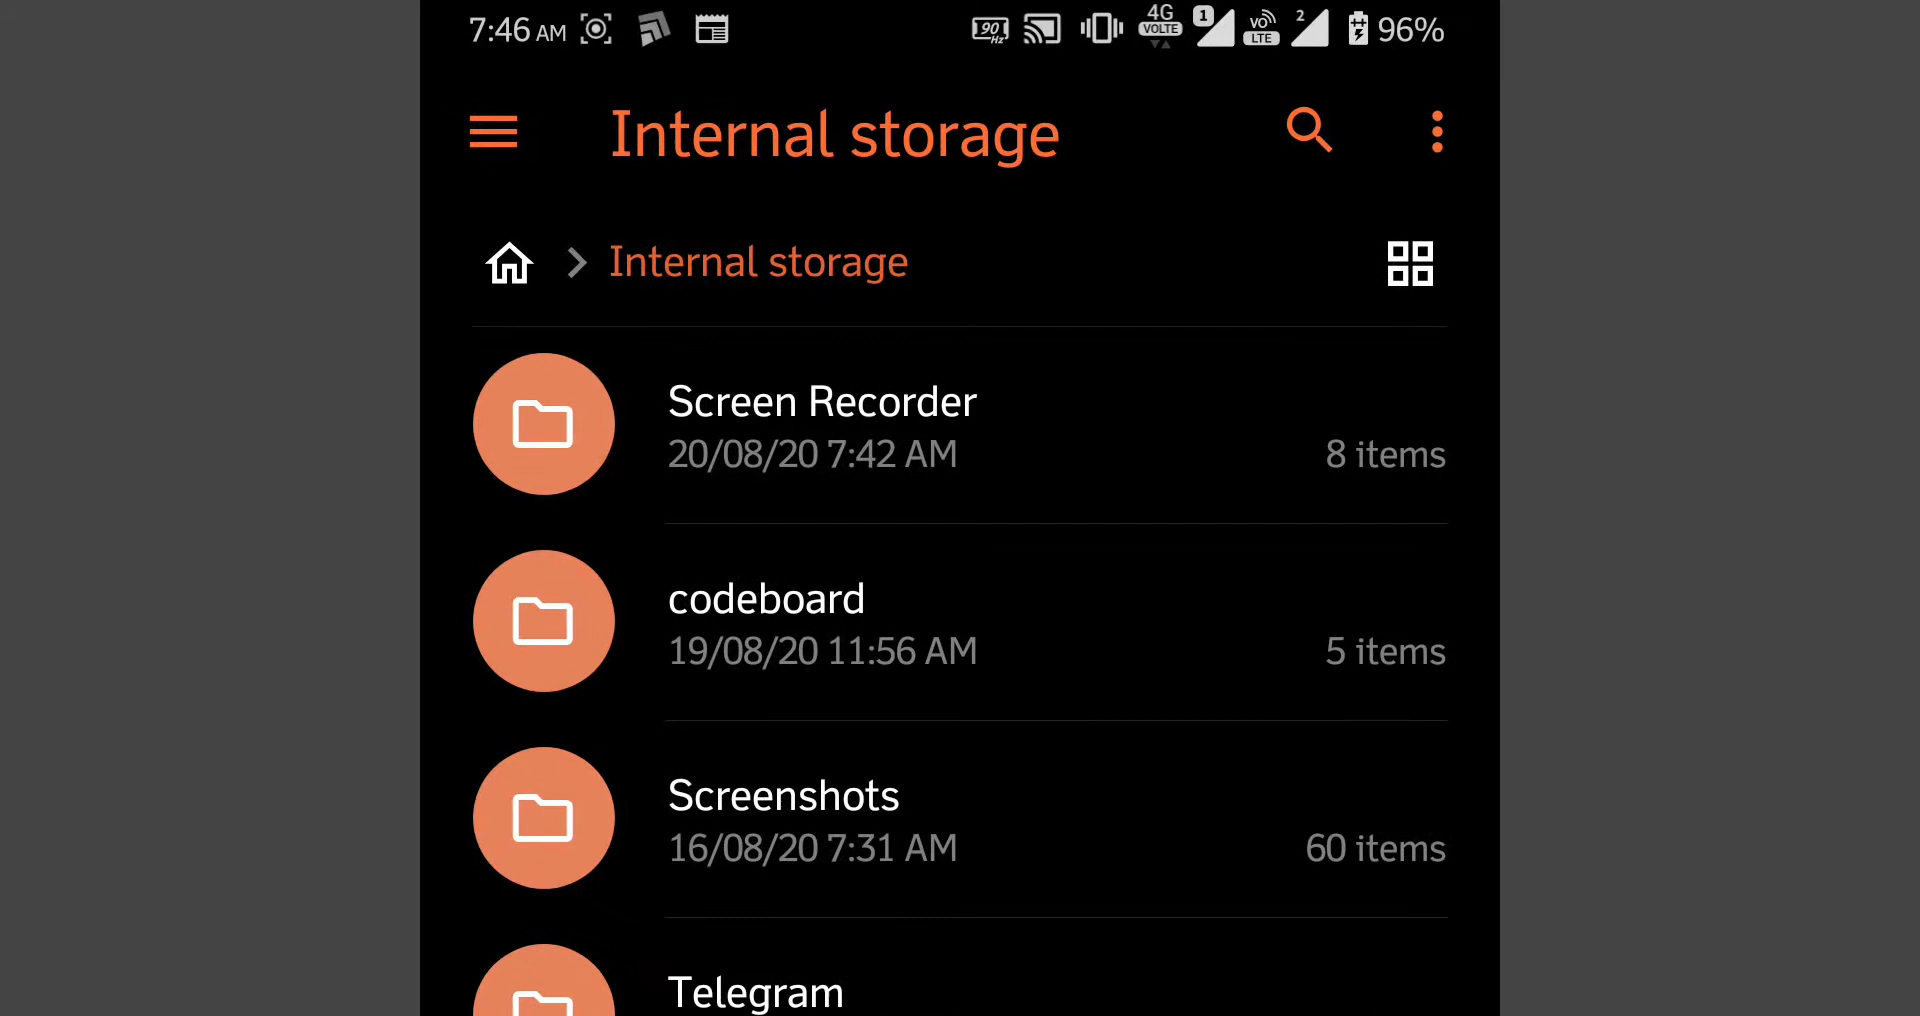 7:46 AM 90 Hz 4G VOLTE 1 VO LTE 2 96%
Internal storage
Internal storage
Screen Recorder
20/08/20 7:42 AM 8 items
codeboard
19/08/20 11:56 AM 5 items
Screenshots
16/08/20 7:31 AM 60 items
Telegram